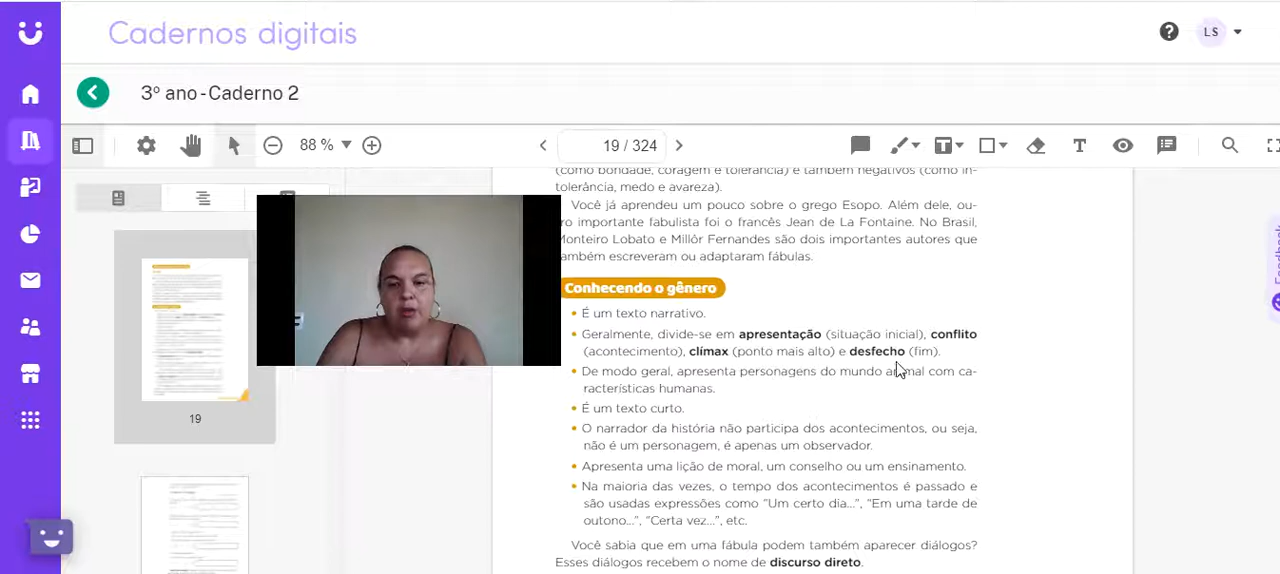 Cadernos digitais
LS
3º ano - Caderno 2
88 %
19 / 324
(como bondade, coragem e tolerância) e também negativos (como in-
tolerância, medo e avareza).
Você já aprendeu um pouco sobre o grego Esopo. Além dele, ou-
ro importante fabulista foi o francês Jean de La Fontaine. No Brasil,
Monteiro Lobato e Millôr Fernandes são dois importantes autores que
ambém escreveram ou adaptaram fábulas.
Conhecendo o gênero
• É um texto narrativo.
• Geralmente, divide-se em apresentação (situação inicial), conflito
(acontecimento), clímax (ponto mais alto) e desfecho (fim).
• De modo geral, apresenta personagens do mundo animal com ca-
racterísticas humanas.
• É um texto curto.
• O narrador da história não participa dos acontecimentos, ou seja,
não é um personagem, é apenas um observador.
• Apresenta uma lição de moral, um conselho ou um ensinamento.
• Na maioria das vezes, o tempo dos acontecimentos é passado e
são usadas expressões como “Um certo dia...”, “Em uma tarde de
outono...”, “Certa vez...”, etc.
Você sabia que em uma fábula podem também aparecer diálogos?
Esses diálogos recebem o nome de discurso direto.
19
Feedback